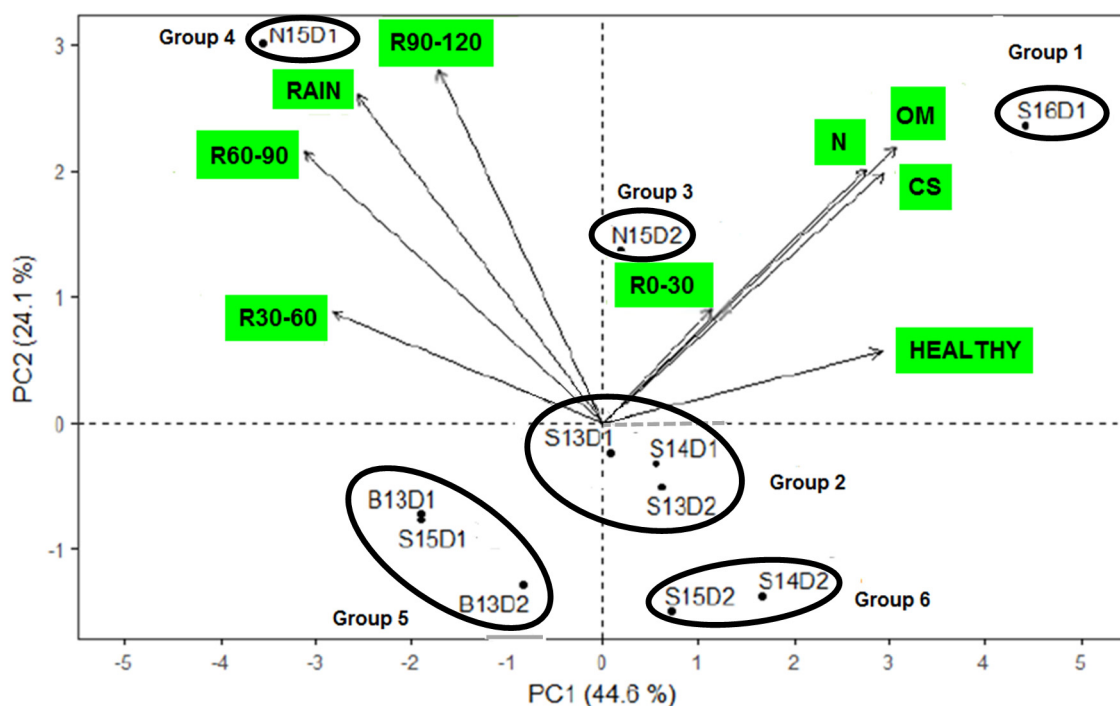 Group 4
N15D1
R90-120
Group 1
3
RAIN
S16D1
OM
N
R60-90
2
CS
Group 3
N15D2
R0-30
1
R30-60
HEALTHY
PC2 (24.1 %)
0
S13D1
S14D1
Group 2
S13D2
B13D1
S15D1
-1
S14D2
S15D2
B13D2
Group 6
Group 5
-5 -4 -3 -2 -1 0 1 2 3 4 5
PC1 (44.6 %)